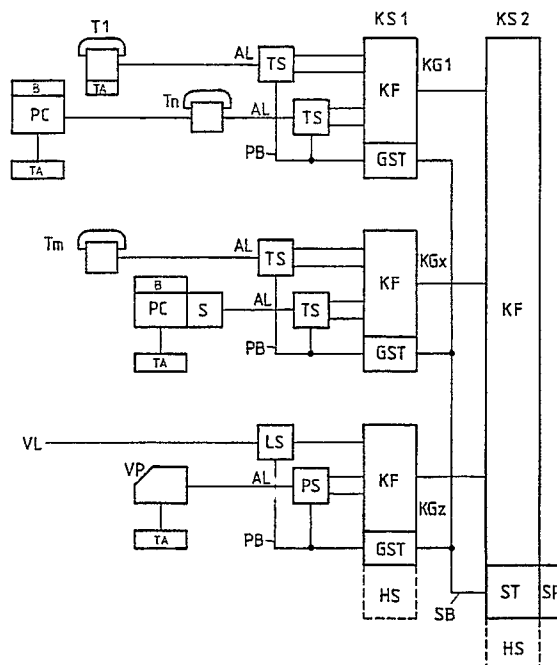 KS1 KS2
T1
AL TS KG1
B TA KF
PC Tn AL TS
TA PB GST
Tm AL TS KGx
B KF KF
PC S AL TS
TA PB GST
VL LS
VP AL PS KF
KGz
TA PB GST
HS SB ST SP
HS